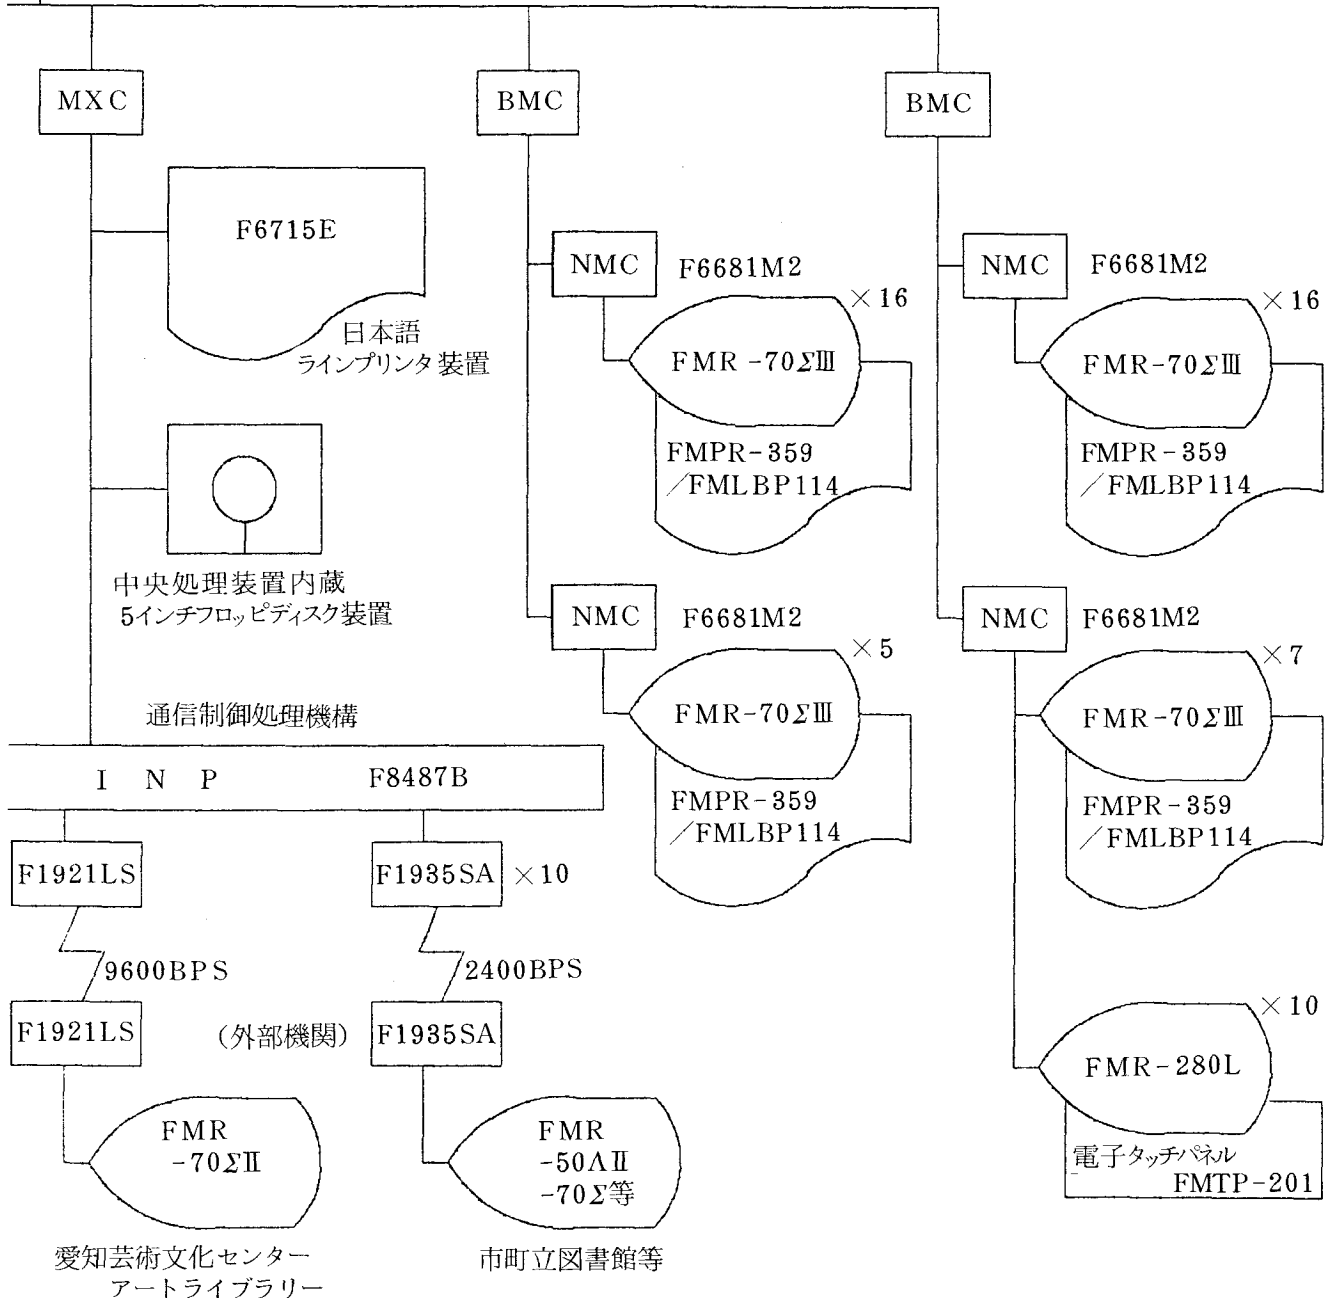 MXC
BMC
BMC
F6715E
日本語
ラインプリンタ装置
中央処理装置内蔵
5インチフロッピディスク装置
通信制御処理機構
INP F8487B
F1921LS
F1935SA ×10
9600BPS
2400BPS
F1921LS
(外部機関)
F1935SA
FMR
-70ΣⅡ
FMR
-50ΛⅡ
-70Σ等
愛知芸術文化センター
アートライブラリー
市町立図書館等
NMC
F6681M2
×16
FMR-70ΣⅢ
FMPR-359
/FMLBP114
NMC
F6681M2
×5
FMR-70ΣⅢ
FMPR-359
/FMLBP114
NMC
F6681M2
×16
FMR-70ΣⅢ
FMPR-359
/FMLBP114
NMC
F6681M2
×7
FMR-70ΣⅢ
FMPR-359
/FMLBP114
×10
FMR-280L
電子タッチパネル
FMTP-201